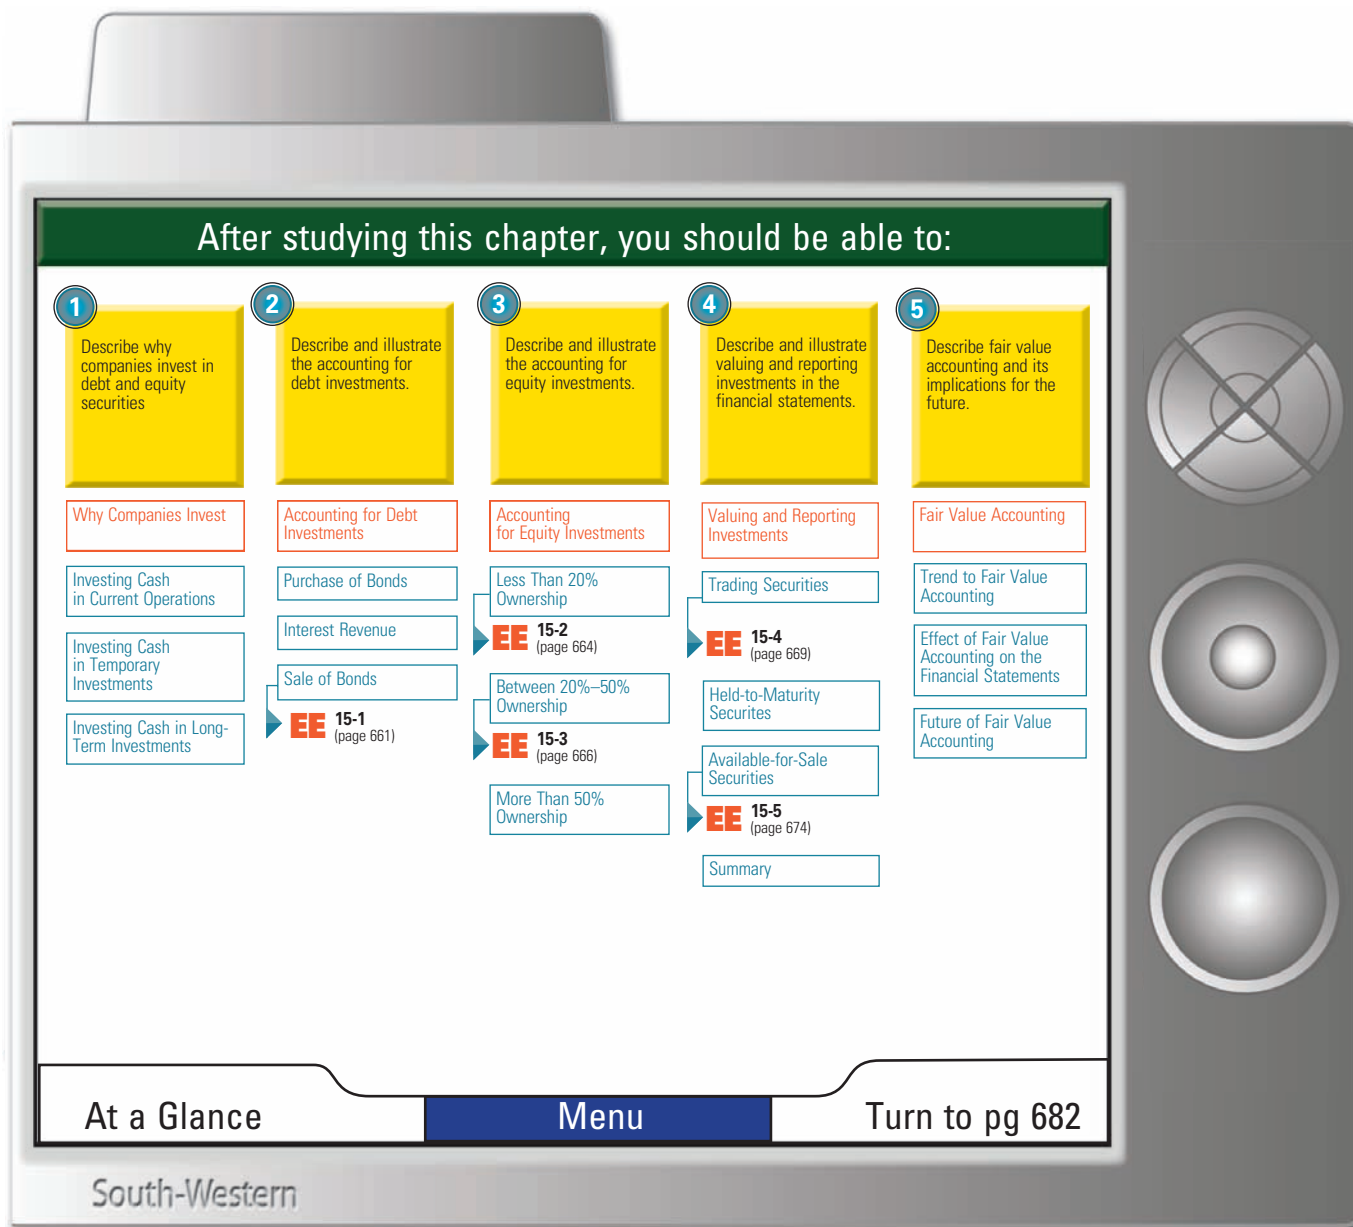 After studying this chapter, you should be able to:
1
Describe why
companies invest in
debt and equity
securities
Why Companies Invest
Investing Cash
in Current Operations
Investing Cash
in Temporary
Investments
Investing Cash in Long-
Term Investments
2
Describe and illustrate
the accounting for
debt investments.
Accounting for Debt
Investments
Purchase of Bonds
Interest Revenue
Sale of Bonds
EE 15-1
(page 661)
3
Describe and illustrate
the accounting for
equity investments.
Accounting
for Equity Investments
Less Than 20%
Ownership
EE 15-2
(page 664)
Between 20%–50%
Ownership
EE 15-3
(page 666)
More Than 50%
Ownership
4
Describe and illustrate
valuing and reporting
investments in the
financial statements.
Valuing and Reporting
Investments
Trading Securities
EE 15-4
(page 669)
Held-to-Maturity
Securites
Available-for-Sale
Securities
EE 15-5
(page 674)
Summary
5
Describe fair value
accounting and its
implications for the
future.
Fair Value Accounting
Trend to Fair Value
Accounting
Effect of Fair Value
Accounting on the
Financial Statements
Future of Fair Value
Accounting
At a Glance
Menu
Turn to pg 682
South-Western